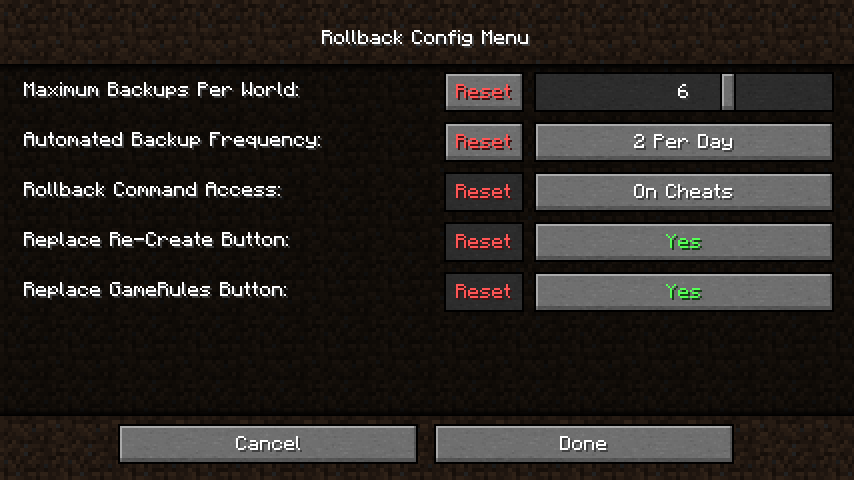 Rollback Config Menu
Maximum Backups Per World: Reset 6
Automated Backup Frequency: Reset 2 Per Day
Rollback Command Access: Reset On Cheats
Replace Re-Create Button: Reset Yes
Replace GameRules Button: Reset Yes
Cancel Done